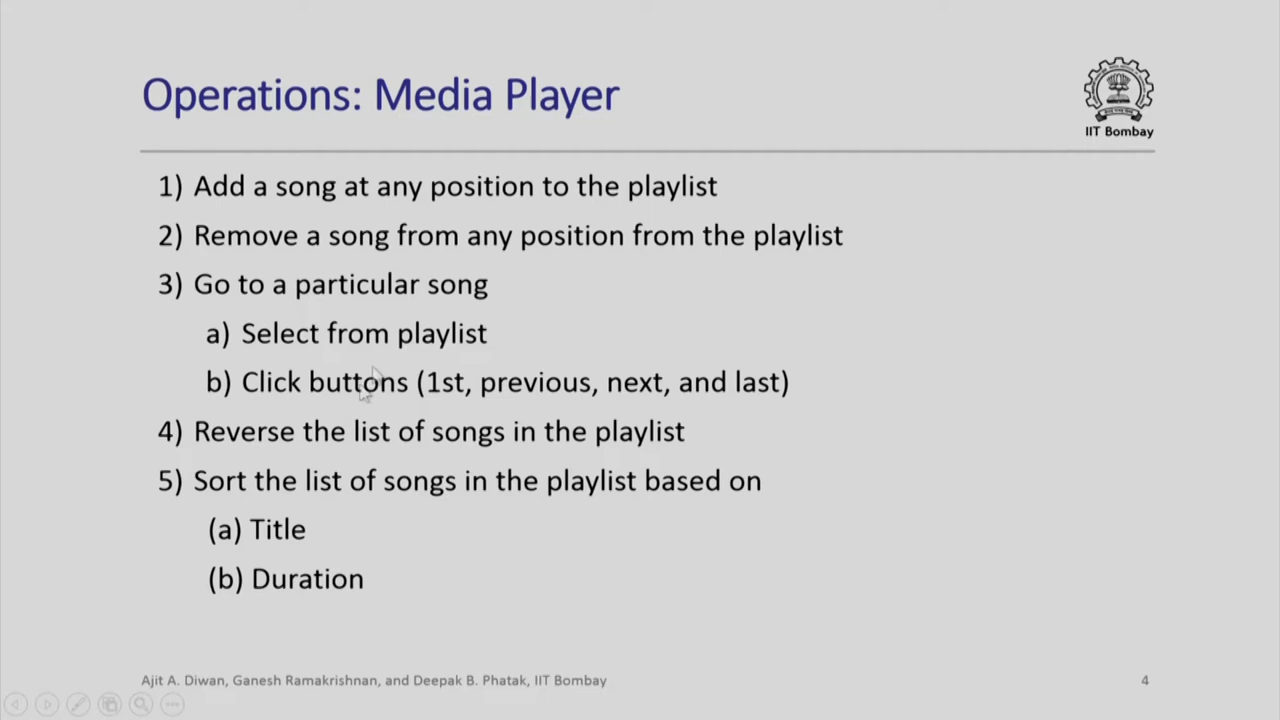 Operations: Media Player
IIT Bombay
1) Add a song at any position to the playlist
2) Remove a song from any position from the playlist
3) Go to a particular song
a) Select from playlist
b) Click buttons (1st, previous, next, and last)
4) Reverse the list of songs in the playlist
5) Sort the list of songs in the playlist based on
(a) Title
(b) Duration
Ajit A. Diwan, Ganesh Ramakrishnan, and Deepak B. Phatak, IIT Bombay
4